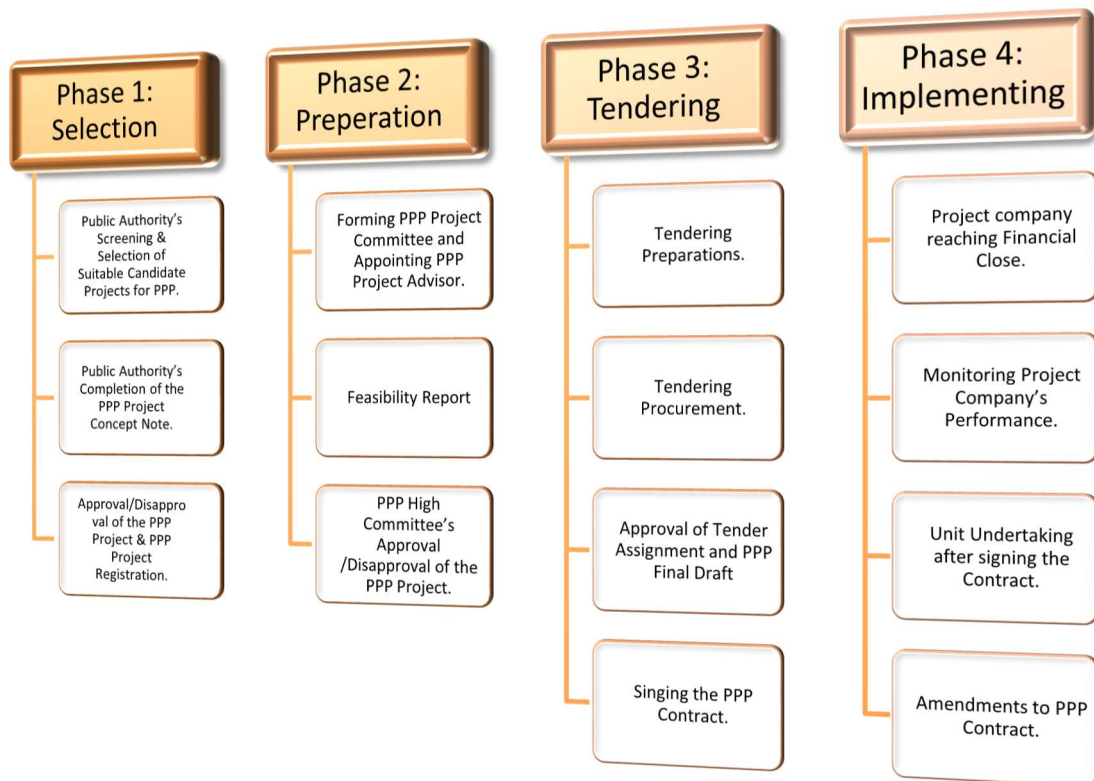 Phase 1:
Selection
Public Authority's
Screening &
Selection of
Suitable Candidate
Projects for PPP.
Public Authority's
Completion of the
PPP Project
Concept Note.
Approval/Disappro
val of the PPP
Project & PPP
Project
Registration.
Phase 2:
Preperation
Forming PPP Project
Committee and
Appointing PPP
Project Advisor.
Feasibility Report
PPP High
Committee's
Approval
/Disapproval of the
PPP Project.
Phase 3:
Tendering
Tendering
Preparations.
Tendering
Procurement.
Approval of Tender
Assignment and PPP
Final Draft
Singing the PPP
Contract.
Phase 4:
Implementing
Project company
reaching Financial
Close.
Monitoring Project
Company's
Performance.
Unit Undertaking
after signing the
Contract.
Amendments to PPP
Contract.